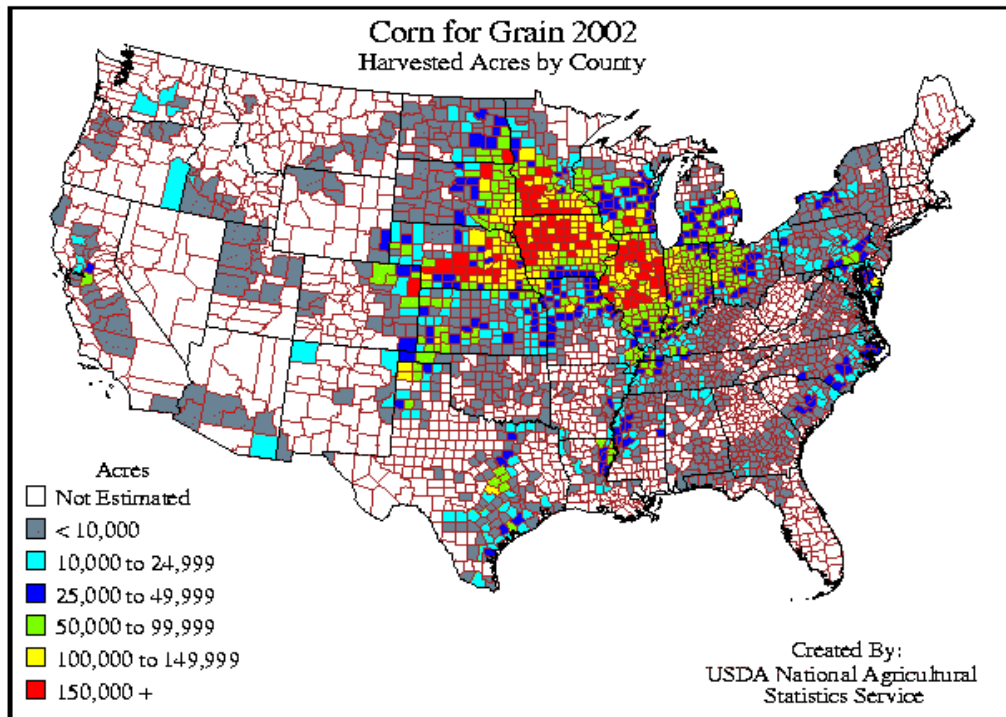 Corn for Grain 2002
Harvested Acres by County
Acres
Not Estimated
< 10,000
10,000 to 24,999
25,000 to 49,999
50,000 to 99,999
100,000 to 149,999
150,000 +
Created By:
USDA National Agricultural
Statistics Service